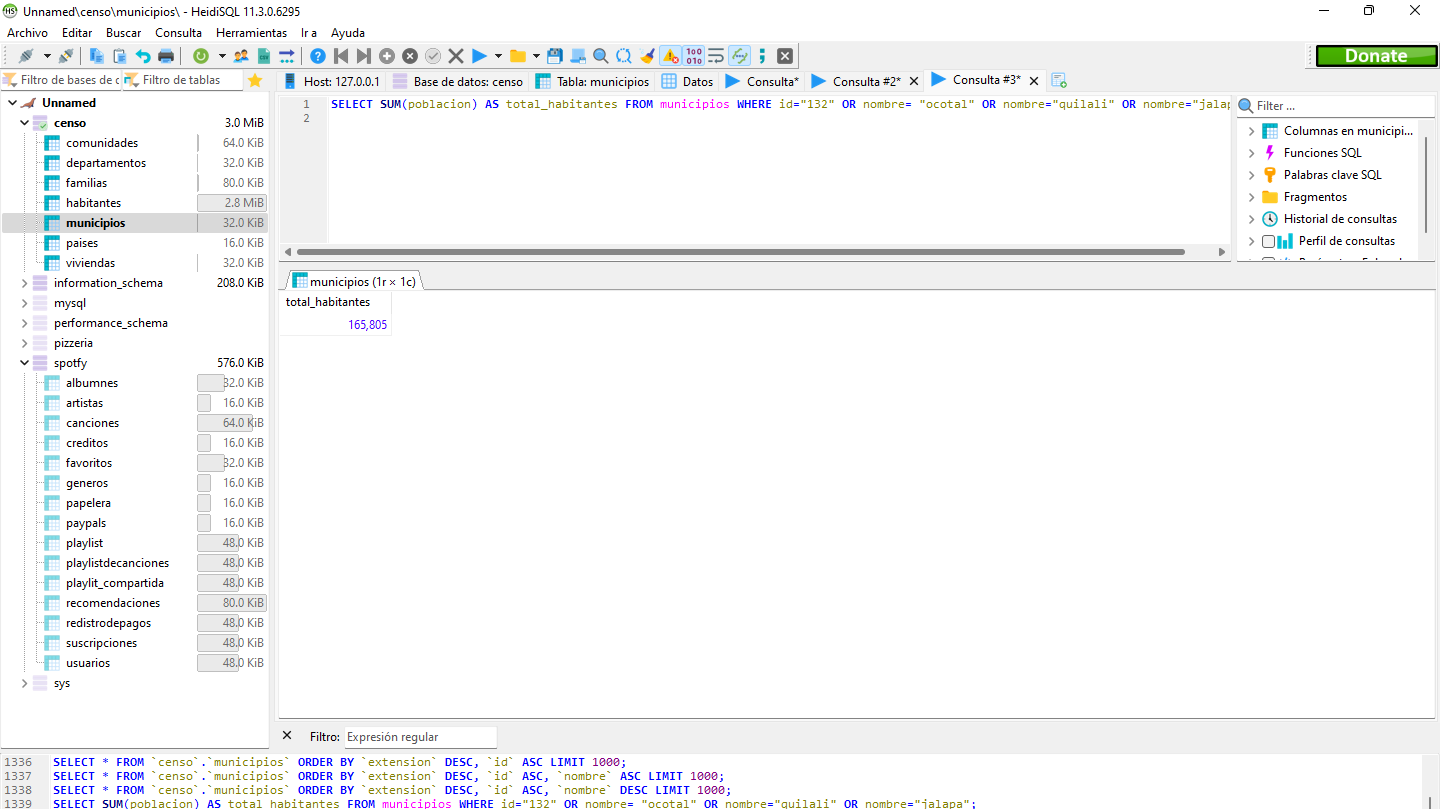 HS Unnamed\censo\municipios\ - HeidiSQL 11.3.0.6295
Archivo Editar Buscar Consulta Herramientas Ir a Ayuda
Donate
Filtro de bases de d Filtro de tablas
Host: 127.0.0.1 Base de datos: censo Tabla: municipios Datos Consulta* Consulta #2* Consulta #3*
1 SELECT SUM(poblacion) AS total_habitantes FROM municipios WHERE id="132" OR nombre= "ocotal" OR nombre="quilali" OR nombre="jalap
2
Filter ...
Columnas en municipi...
Funciones SQL
Palabras clave SQL
Fragmentos
Historial de consultas
Perfil de consultas
Unnamed
censo 3.0 MiB
comunidades 64.0 KiB
departamentos 32.0 KiB
familias 80.0 KiB
habitantes 2.8 MiB
municipios 32.0 KiB
paises 16.0 KiB
viviendas 32.0 KiB
information_schema 208.0 KiB
mysql
performance_schema
pizzeria
spotfy 576.0 KiB
albumnes 32.0 KiB
artistas 16.0 KiB
canciones 64.0 KiB
creditos 16.0 KiB
favoritos 32.0 KiB
generos 16.0 KiB
papelera 16.0 KiB
paypals 16.0 KiB
playlist 48.0 KiB
playlistdecanciones 48.0 KiB
playlit_compartida 48.0 KiB
recomendaciones 80.0 KiB
redistrodepagos 48.0 KiB
suscripciones 48.0 KiB
usuarios 48.0 KiB
sys
municipios (1r × 1c)
total_habitantes
165,805
Filtro: Expresión regular
1336 SELECT * FROM `censo`.`municipios` ORDER BY `extension` DESC, `id` ASC LIMIT 1000;
1337 SELECT * FROM `censo`.`municipios` ORDER BY `extension` DESC, `id` ASC, `nombre` ASC LIMIT 1000;
1338 SELECT * FROM `censo`.`municipios` ORDER BY `extension` DESC, `id` ASC, `nombre` DESC LIMIT 1000;
1339 SELECT SUM(poblacion) AS total_habitantes FROM municipios WHERE id="132" OR nombre= "ocotal" OR nombre="quilali" OR nombre="jalapa";